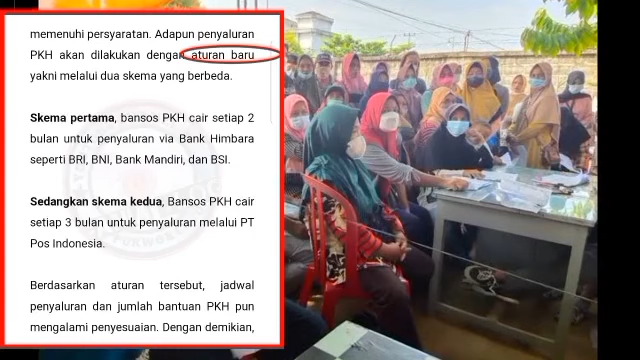 memenuhi persyaratan. Adapun penyaluran
PKH akan dilakukan dengan aturan baru
yakni melalui dua skema yang berbeda.
Skema pertama, bansos PKH cair setiap 2
bulan untuk penyaluran via Bank Himbara
seperti BRI, BNI, Bank Mandiri, dan BSI.
Sedangkan skema kedua, Bansos PKH cair
setiap 3 bulan untuk penyaluran melalui PT
Pos Indonesia.
Berdasarkan aturan tersebut, jadwal
penyaluran dan jumlah bantuan PKH pun
mengalami penyesuaian. Dengan demikian,